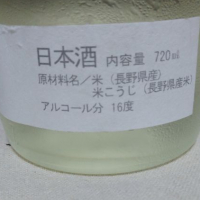 日本酒 内容量 720ml
原材料名／米（長野県産）
米こうじ（長野県産米）
アルコール分 16度